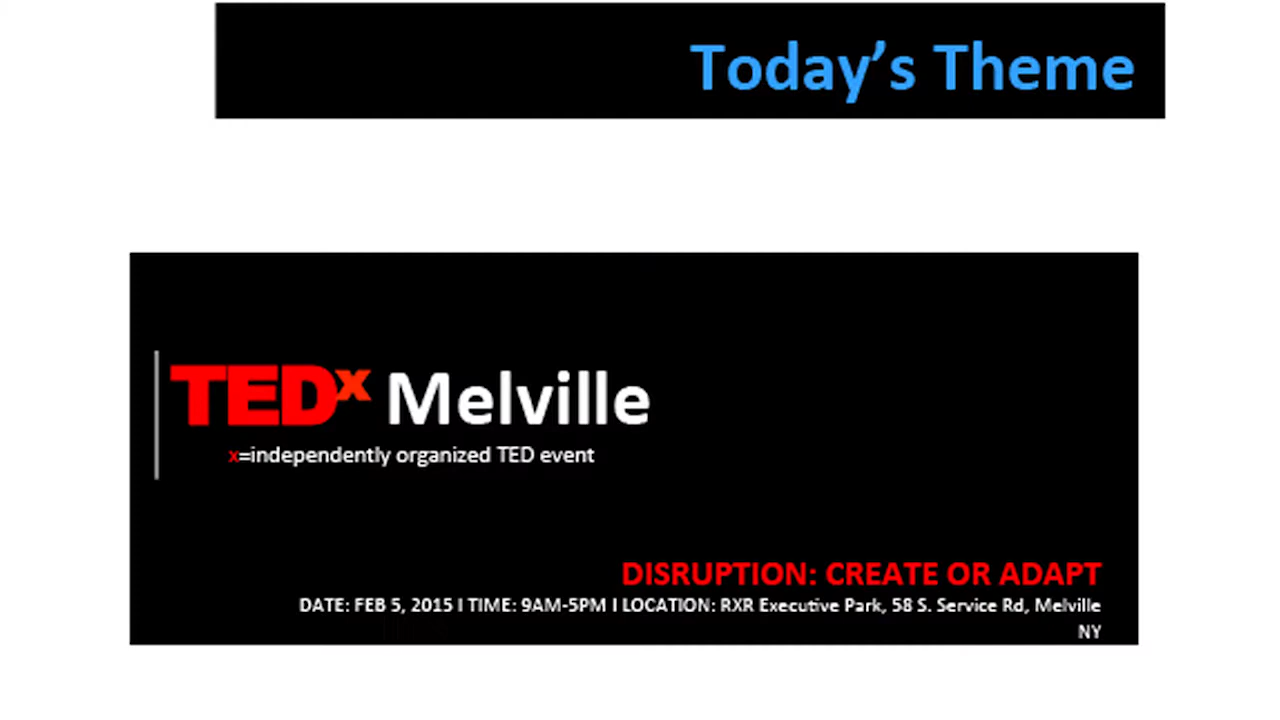 Today’s Theme
TEDx Melville
x=independently organized TED event
DISRUPTION: CREATE OR ADAPT
DATE: FEB 5, 2015 I TIME: 9AM-5PM I LOCATION: RXR Executive Park, 58 S. Service Rd, Melville
NY